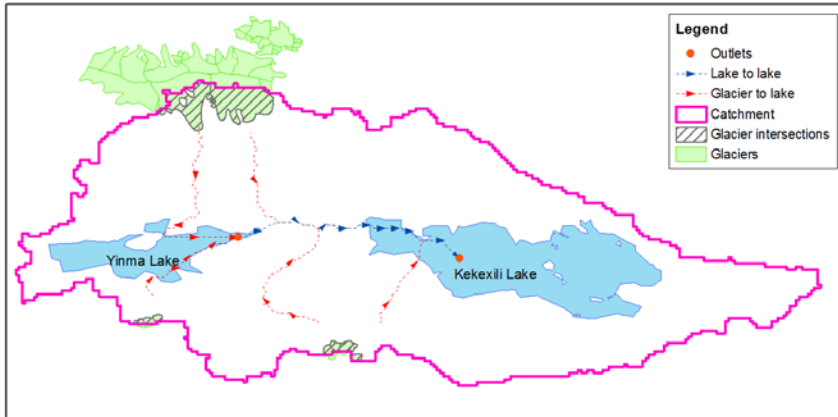 Legend
Outlets
Lake to lake
Glacier to lake
Catchment
Glacier intersections
Glaciers
Yinma Lake
Kekexili Lake